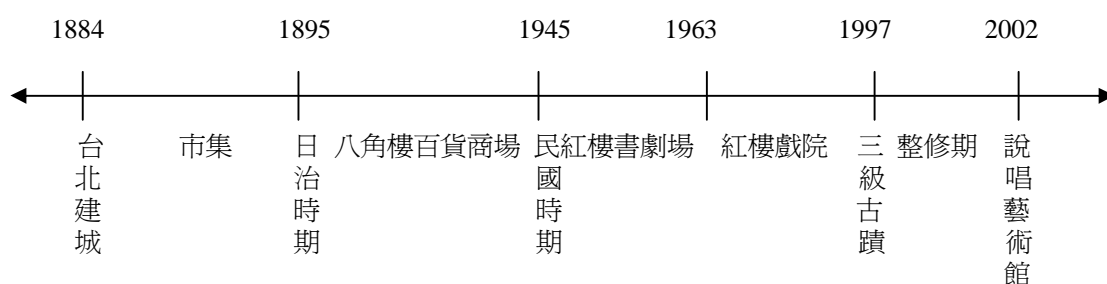 1884 1895 1945 1963 1997 2002
台北建城
市集
日治時期
八角樓百貨商場
民國時期
紅樓書劇場
紅樓戲院
三級古蹟
整修期
說唱藝術館